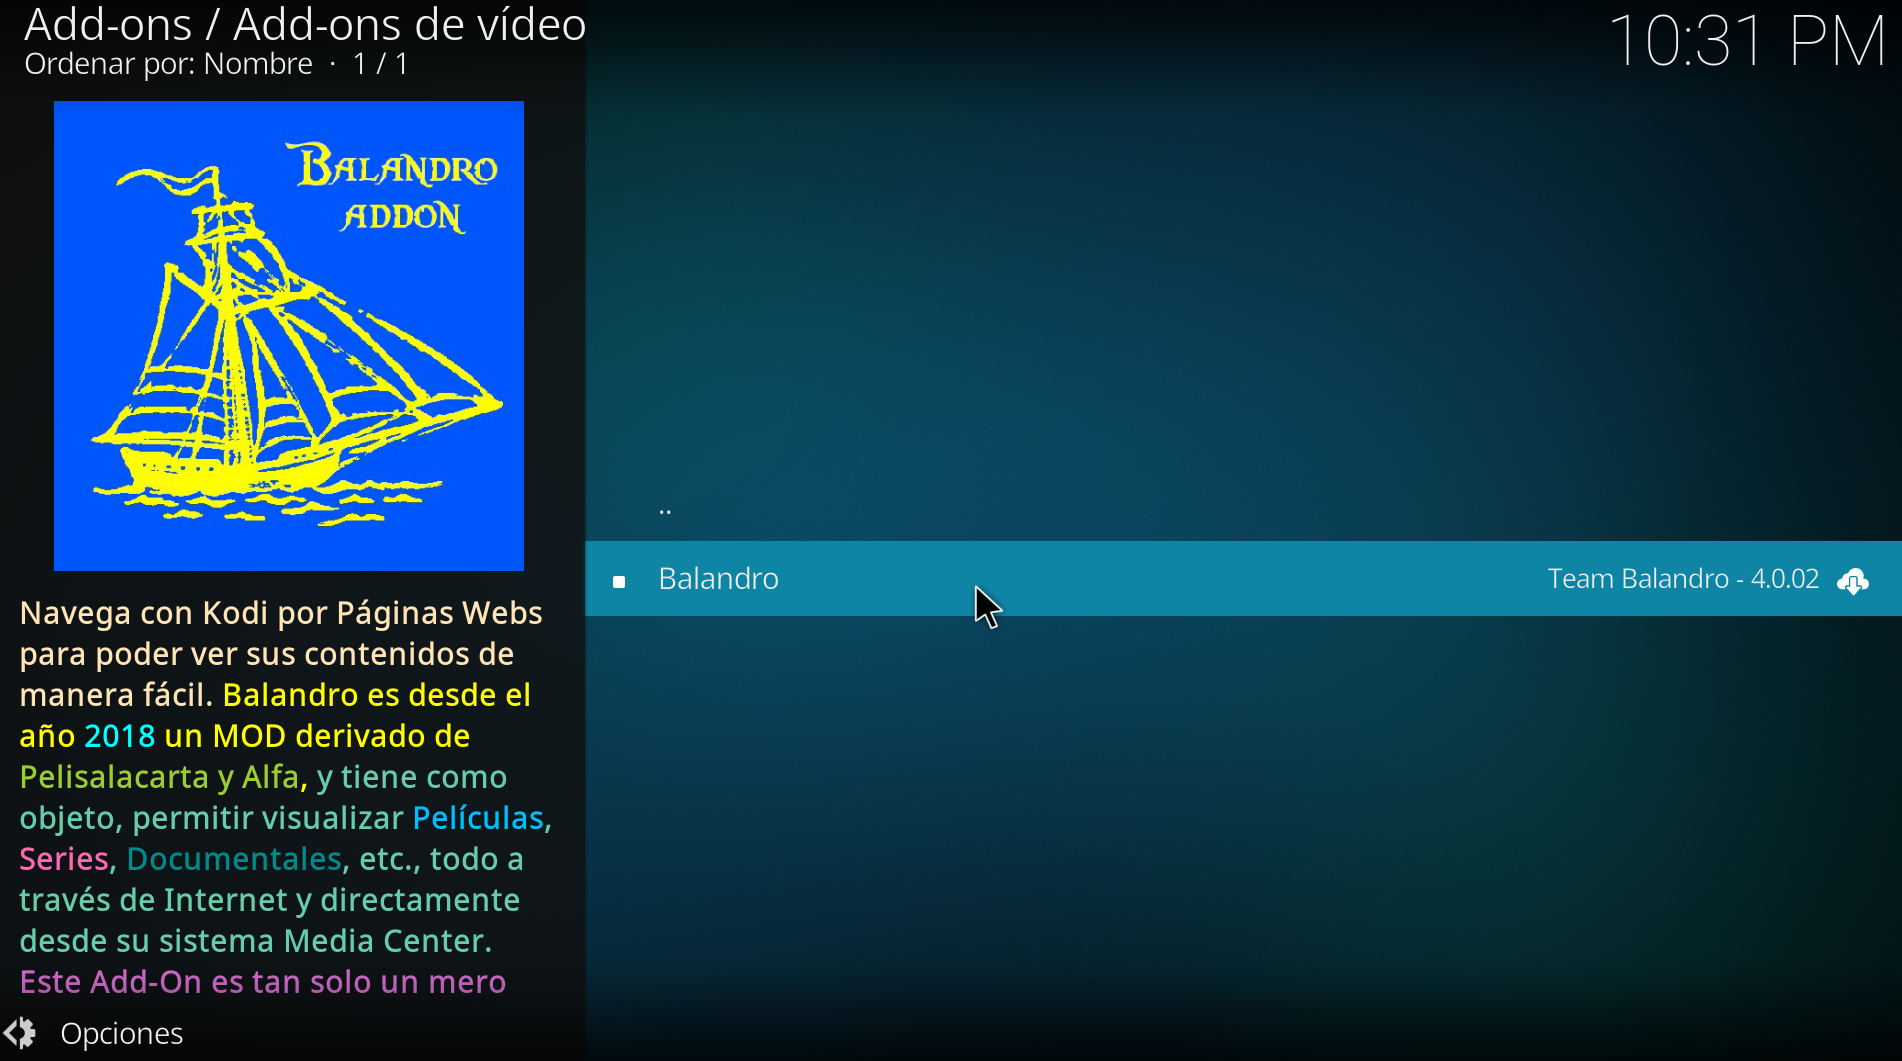 Add-ons / Add-ons de vídeo
Ordenar por: Nombre · 1 / 1
10:31 PM
BALANDRO
ADDON
..
Balandro
Team Balandro - 4.0.02
Navega con Kodi por Páginas Webs
para poder ver sus contenidos de
manera fácil. Balandro es desde el
año 2018 un MOD derivado de
Pelisalacarta y Alfa, y tiene como
objeto, permitir visualizar Películas,
Series, Documentales, etc., todo a
través de Internet y directamente
desde su sistema Media Center.
Este Add-On es tan solo un mero
Opciones